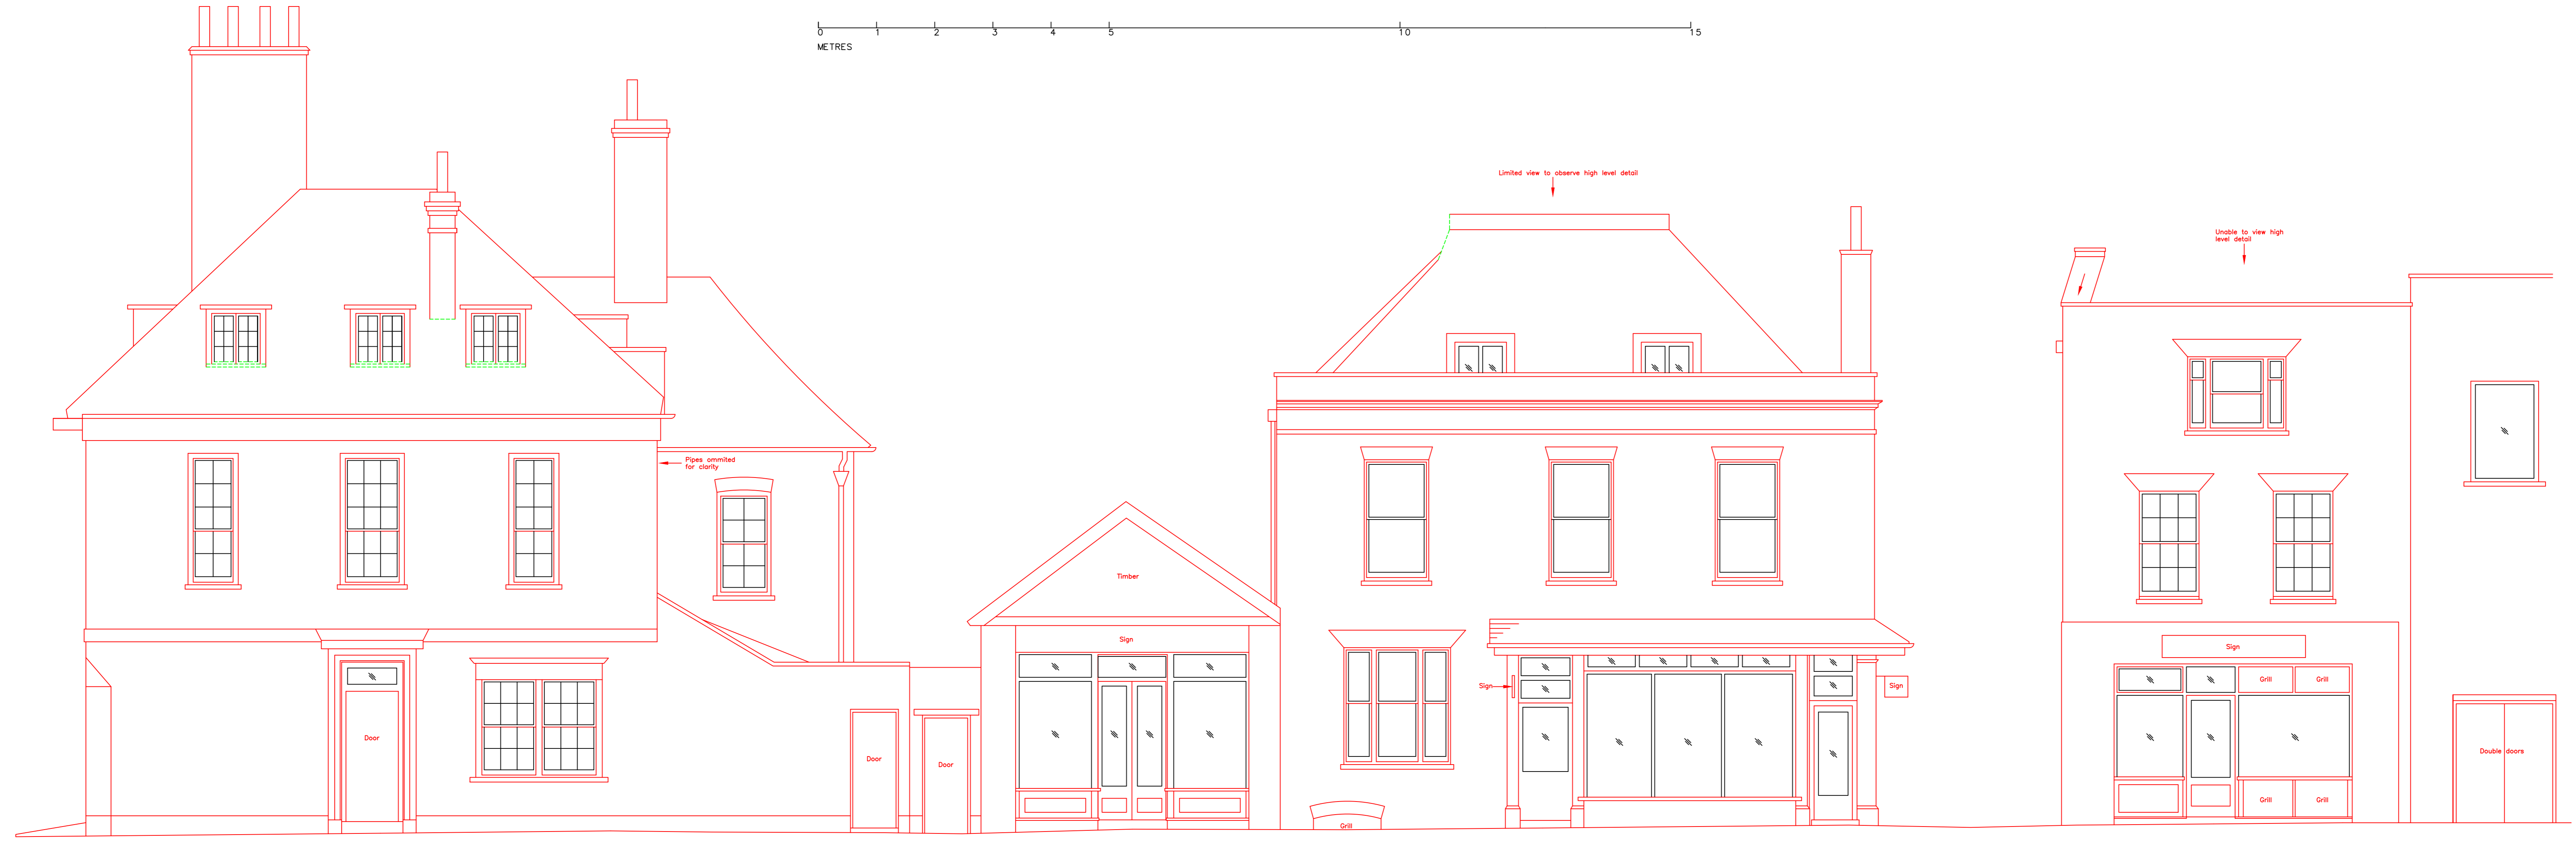 0 1 2 3 4 5 10 15
METRES
Limited view to observe high level detail
Unable to view high
level detail
Pipes ommited
for clarity
Timber
Sign
Sign
Sign
Sign
Grill
Grill
Door
Door
Door
Double doors
Grill
Grill
Grill